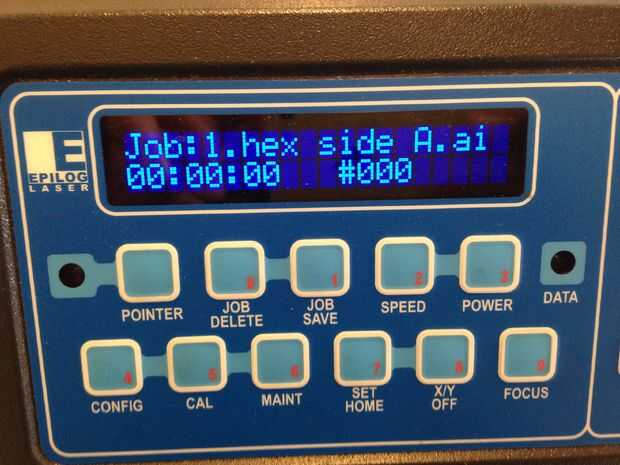 E
EPILOG
LASER
Job:1.hex side A.ai
00:00:00 #000
0 1 2 3
POINTER JOB DELETE JOB SAVE SPEED POWER DATA
4 5 6 7 8 9
CONFIG CAL MAINT SET HOME X/Y OFF FOCUS